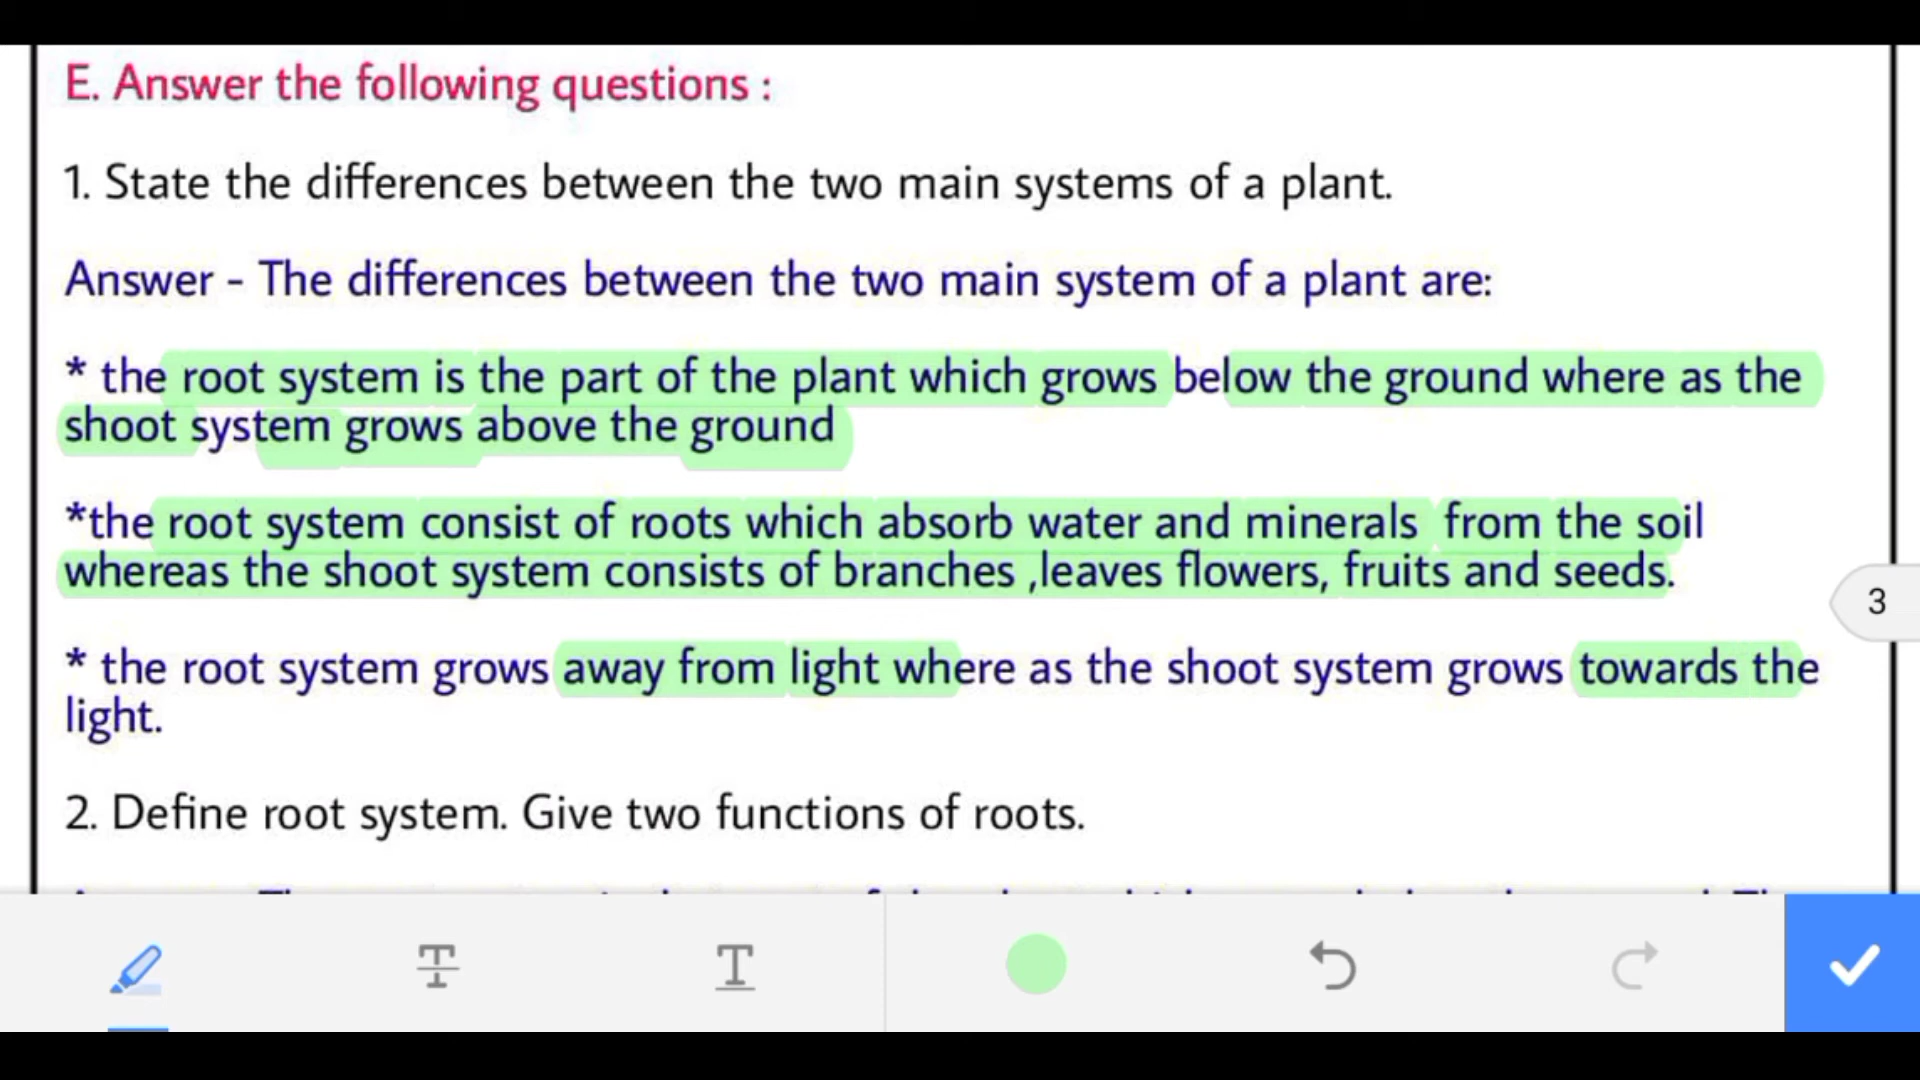 E. Answer the following questions :
1. State the differences between the two main systems of a plant.
Answer - The differences between the two main system of a plant are:
* the root system is the part of the plant which grows below the ground where as the
shoot system grows above the ground
*the root system consist of roots which absorb water and minerals from the soil
whereas the shoot system consists of branches ,leaves flowers, fruits and seeds.
* the root system grows away from light where as the shoot system grows towards the
light.
3
2. Define root system. Give two functions of roots.